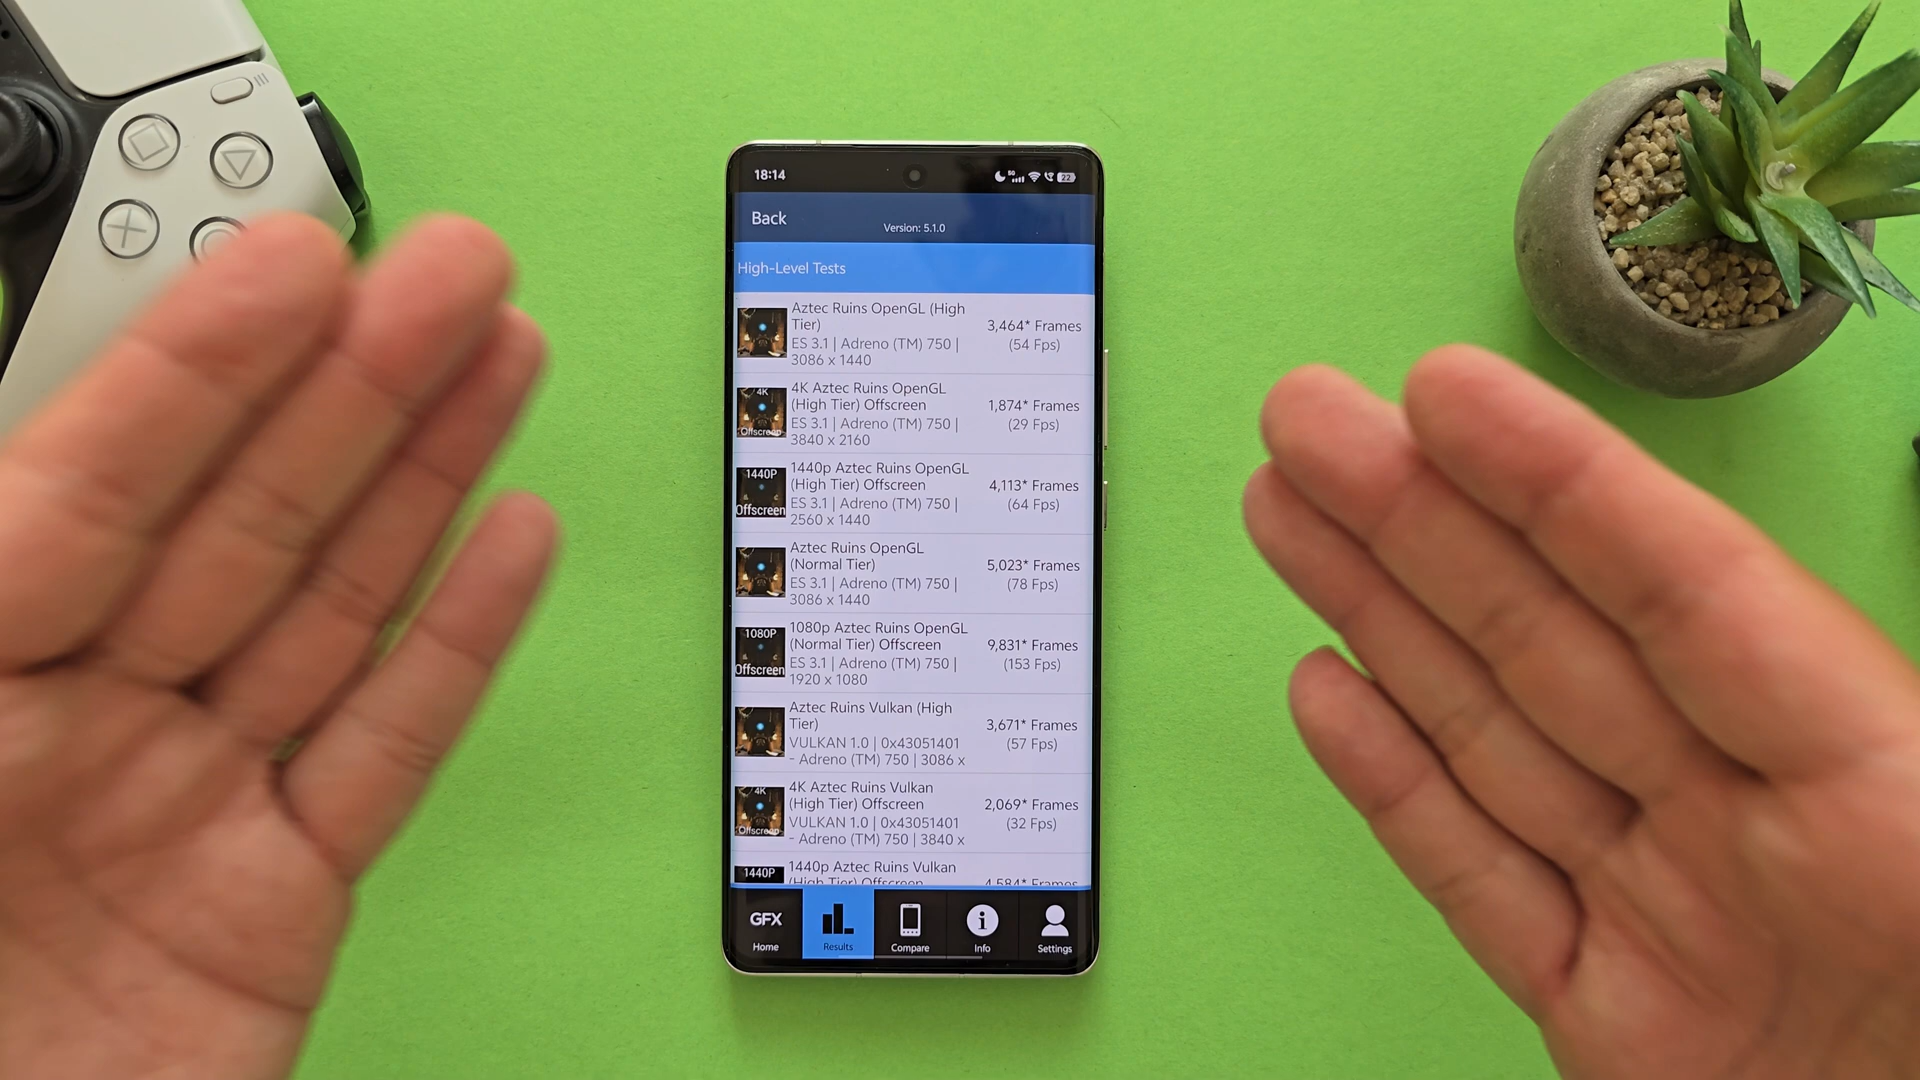 18:14
5G
22
Back
Version: 5.1.0
High-Level Tests
Aztec Ruins OpenGL (High
Tier)
ES 3.1 | Adreno (TM) 750 |
3086 x 1440
3,464* Frames
(54 Fps)
4K
Offscreen
4K Aztec Ruins OpenGL
(High Tier) Offscreen
ES 3.1 | Adreno (TM) 750 |
3840 x 2160
1,874* Frames
(29 Fps)
1440P
Offscreen
1440p Aztec Ruins OpenGL
(High Tier) Offscreen
ES 3.1 | Adreno (TM) 750 |
2560 x 1440
4,113* Frames
(64 Fps)
Aztec Ruins OpenGL
(Normal Tier)
ES 3.1 | Adreno (TM) 750 |
3086 x 1440
5,023* Frames
(78 Fps)
1080P
Offscreen
1080p Aztec Ruins OpenGL
(Normal Tier) Offscreen
ES 3.1 | Adreno (TM) 750 |
1920 x 1080
9,831* Frames
(153 Fps)
Aztec Ruins Vulkan (High
Tier)
VULKAN 1.0 | 0x43051401
- Adreno (TM) 750 | 3086 x
3,671* Frames
(57 Fps)
4K
Offscreen
4K Aztec Ruins Vulkan
(High Tier) Offscreen
VULKAN 1.0 | 0x43051401
- Adreno (TM) 750 | 3840 x
2,069* Frames
(32 Fps)
1440P
1440p Aztec Ruins Vulkan
(High Tier) Offscreen
4,584* Frames
GFX
Home
Results
Compare
Info
Settings